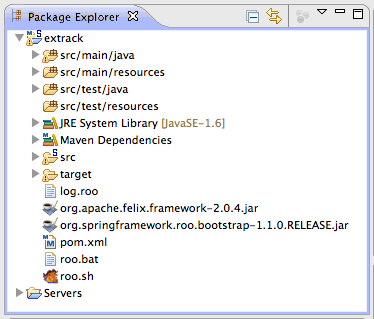 Package Explorer
extrack
src/main/java
src/main/resources
src/test/java
src/test/resources
JRE System Library [JavaSE-1.6]
Maven Dependencies
src
target
log.roo
org.apache.felix.framework-2.0.4.jar
org.springframework.roo.bootstrap-1.1.0.RELEASE.jar
pom.xml
roo.bat
roo.sh
Servers